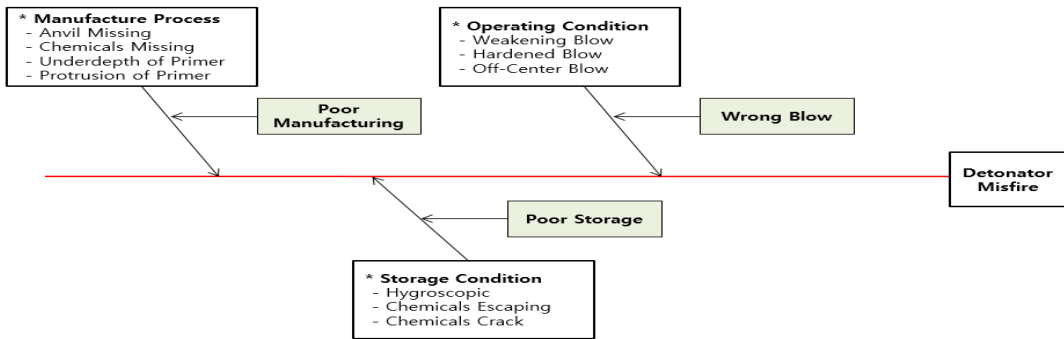 * Manufacture Process
- Anvil Missing
- Chemicals Missing
- Underdepth of Primer
- Protrusion of Primer
Poor
Manufacturing
* Operating Condition
- Weakening Blow
- Hardened Blow
- Off-Center Blow
Wrong Blow
Detonator
Misfire
Poor Storage
* Storage Condition
- Hygroscopic
- Chemicals Escaping
- Chemicals Crack